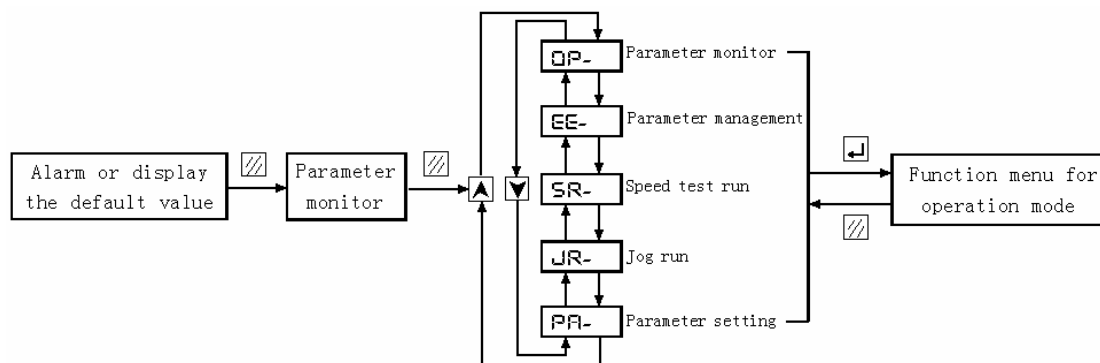 OP-
Parameter monitor
EE-
Parameter management
Alarm or display
the default value
Parameter
monitor
SR-
Speed test run
Function menu for
operation mode
JR-
Jog run
PA-
Parameter setting